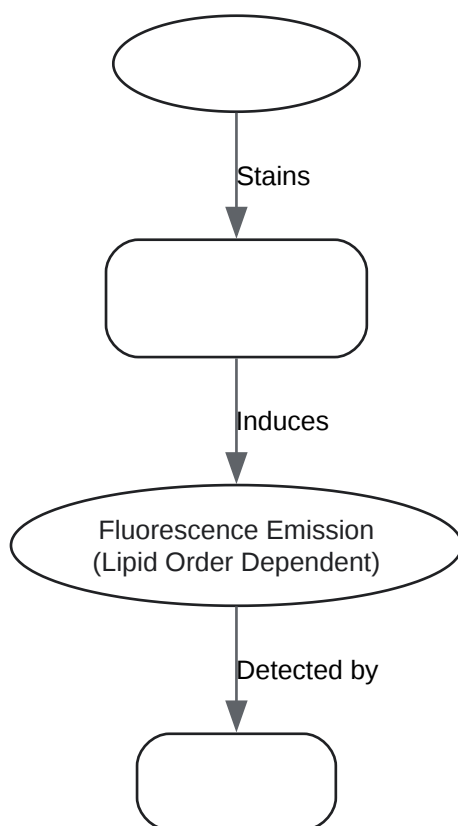 Stains
Induces
Fluorescence Emission
(Lipid Order Dependent)
Detected by